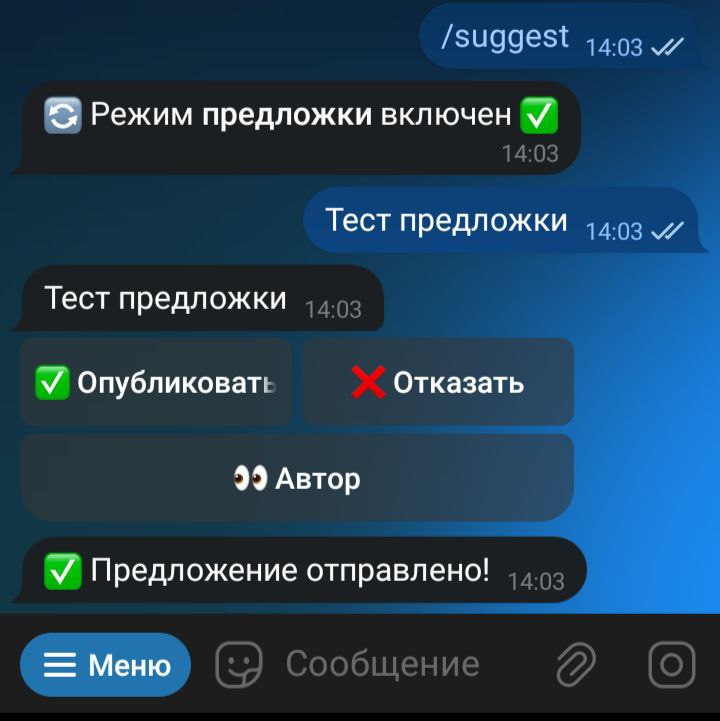 /suggest 14:03
🔄 Режим предложки включен ✅
14:03
Тест предложки 14:03
Тест предложки 14:03
✅ Опубликовать ❌ Отказать
👀 Автор
✅ Предложение отправлено! 14:03
Меню Сообщение